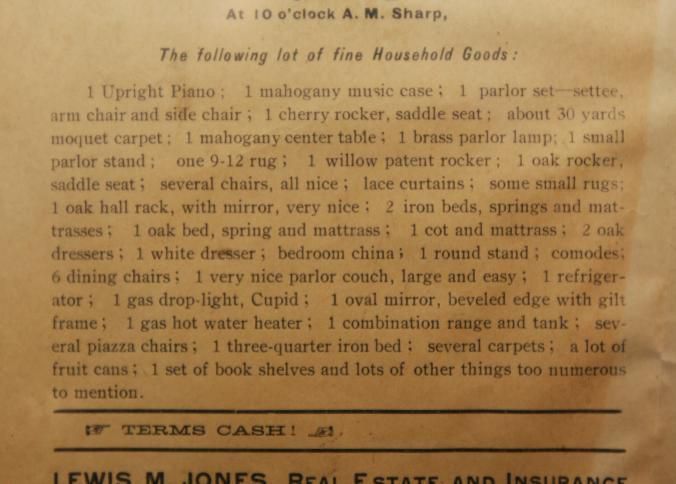 At 10 o'clock A. M. Sharp,
The following lot of fine Household Goods:
1 Upright Piano; 1 mahogany music case; 1 parlor set—settee,
arm chair and side chair; 1 cherry rocker, saddle seat; about 30 yards
moquet carpet; 1 mahogany center table; 1 brass parlor lamp; 1 small
parlor stand; one 9-12 rug; 1 willow patent rocker; 1 oak rocker,
saddle seat; several chairs, all nice; lace curtains; some small rugs;
1 oak hall rack, with mirror, very nice; 2 iron beds, springs and mat-
trasses; 1 oak bed, spring and mattrass; 1 cot and mattrass; 2 oak
dressers; 1 white dresser; bedroom china; 1 round stand; comodes;
6 dining chairs; 1 very nice parlor couch, large and easy; 1 refriger-
ator; 1 gas drop-light, Cupid; 1 oval mirror, beveled edge with gilt
frame; 1 gas hot water heater; 1 combination range and tank; sev-
eral piazza chairs; 1 three-quarter iron bed; several carpets; a lot of
fruit cans; 1 set of book shelves and lots of other things too numerous
to mention.
☞ TERMS CASH! ☜
LEWIS M. JONES, REAL ESTATE AND INSURANCE